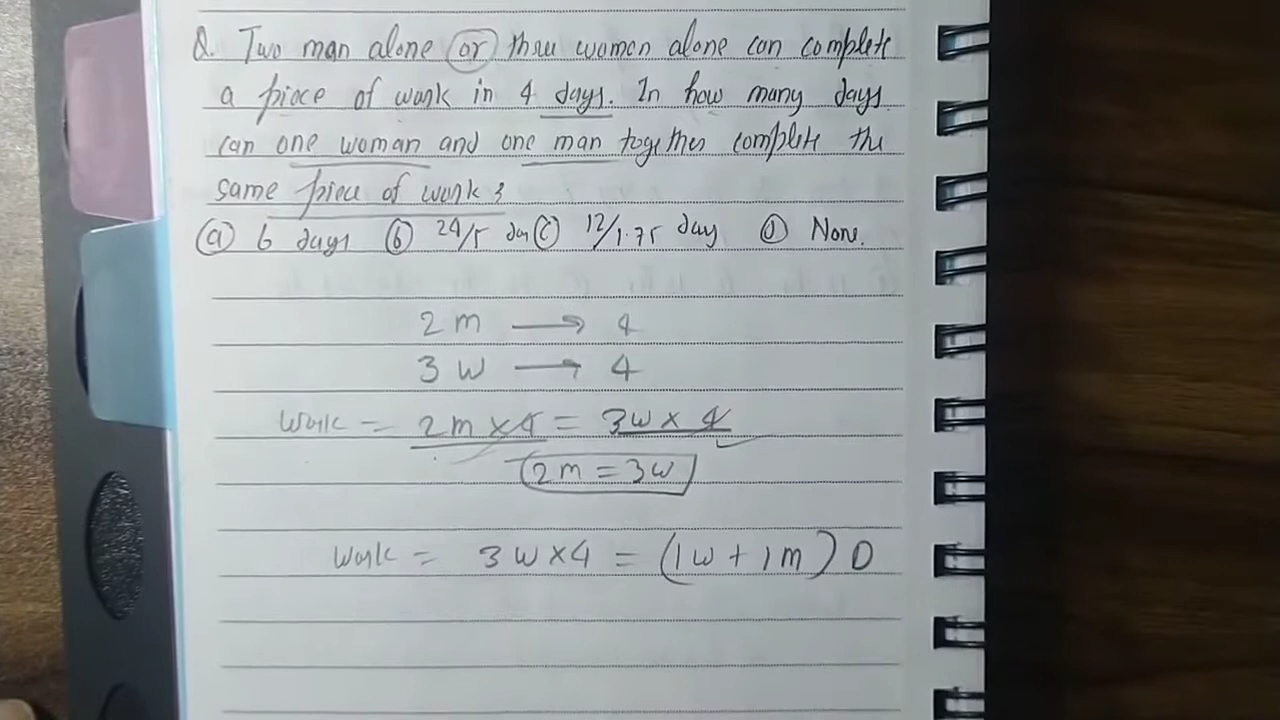 Q. Two man alone or three women alone can complete
a piece of work in 4 days. In how many days
can one woman and one man together complete the
same piece of work?
(a) 6 days (b) 24/5 day (c) 12/1.75 day (d) None.
2m → 4
3w → 4
Work = 2m x 4 = 3w x 4
2m = 3w
Work = 3w x 4 = (1w + 1m) D